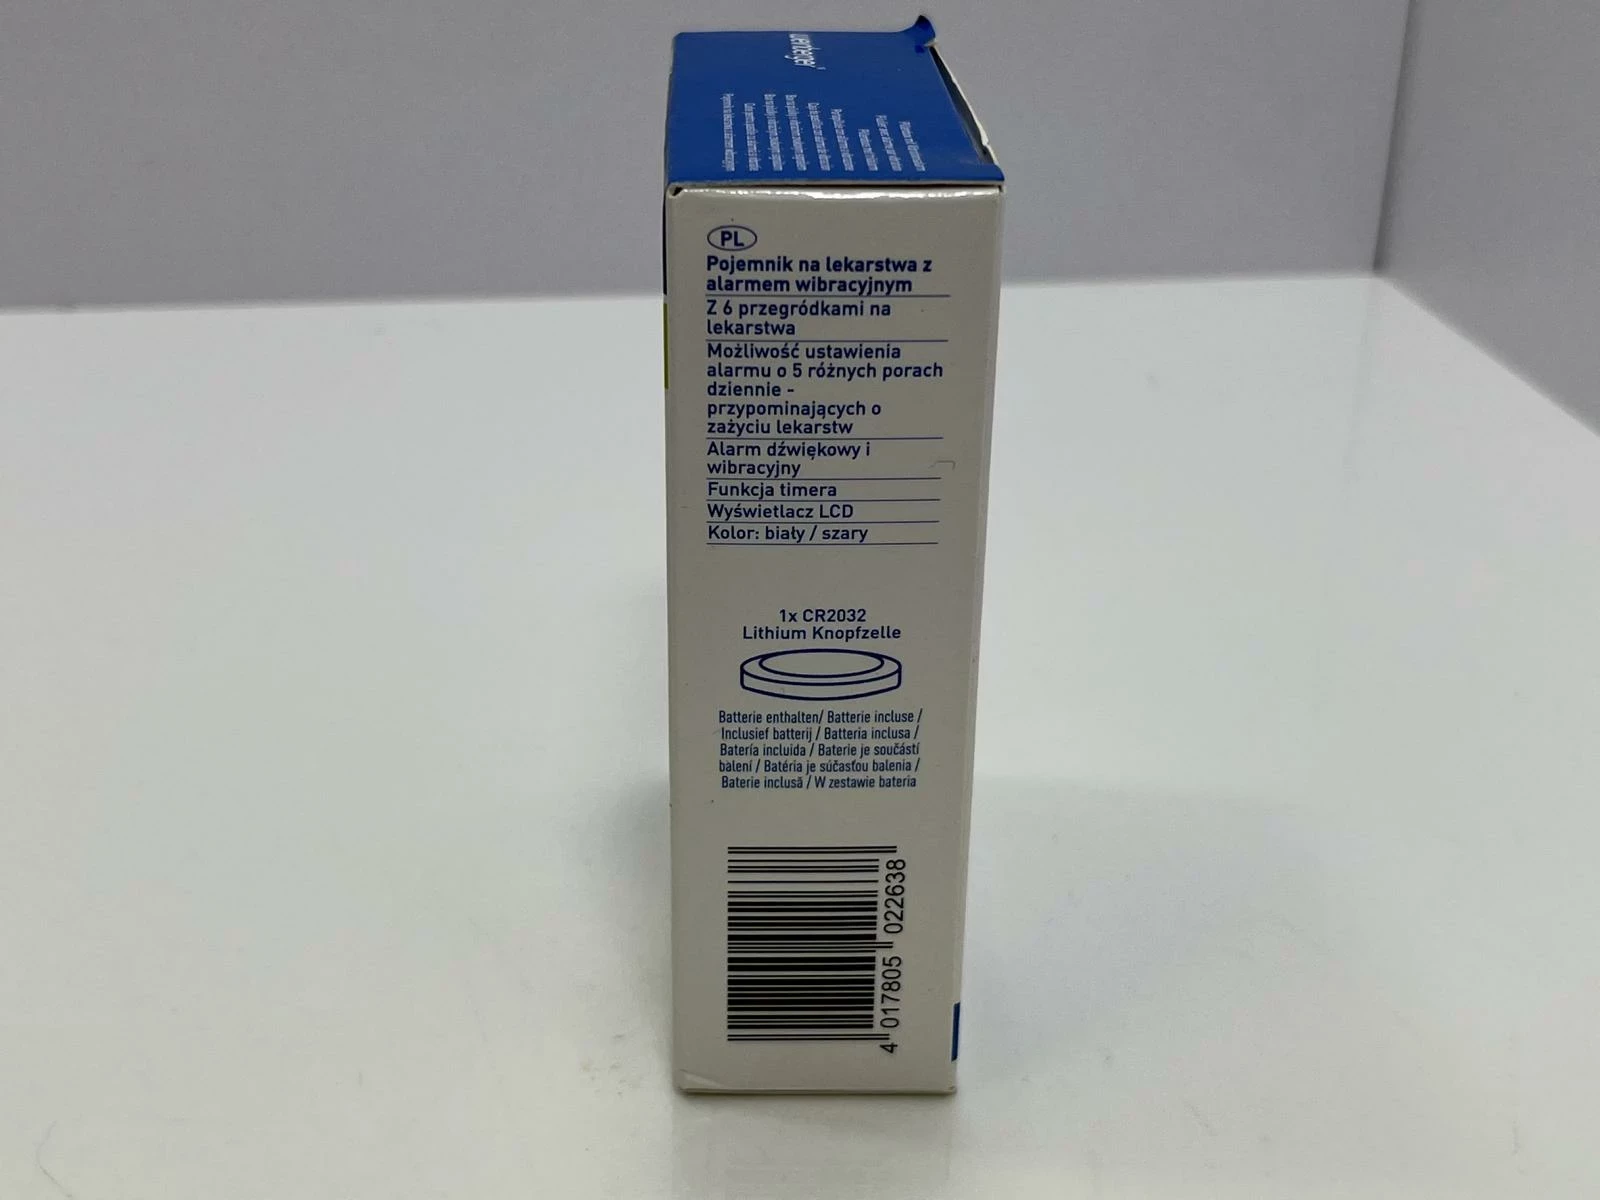 PL
Pojemnik na lekarstwa z
alarmem wibracyjnym
Z 6 przegródkami na
lekarstwa
Możliwość ustawienia
alarmu o 5 różnych porach
dziennie -
przypominających o
zażyciu lekarstw
Alarm dźwiękowy i
wibracyjny
Funkcja timera
Wyświetlacz LCD
Kolor: biały / szary
1x CR2032
Lithium Knopfzelle
Batterie enthalten/ Batterie incluse /
Inclusief batterij / Batteria inclusa /
Batería incluida / Baterie je součástí
balení / Batéria je súčasťou balenia /
Baterie inclusă / W zestawie bateria
4 017805 022638